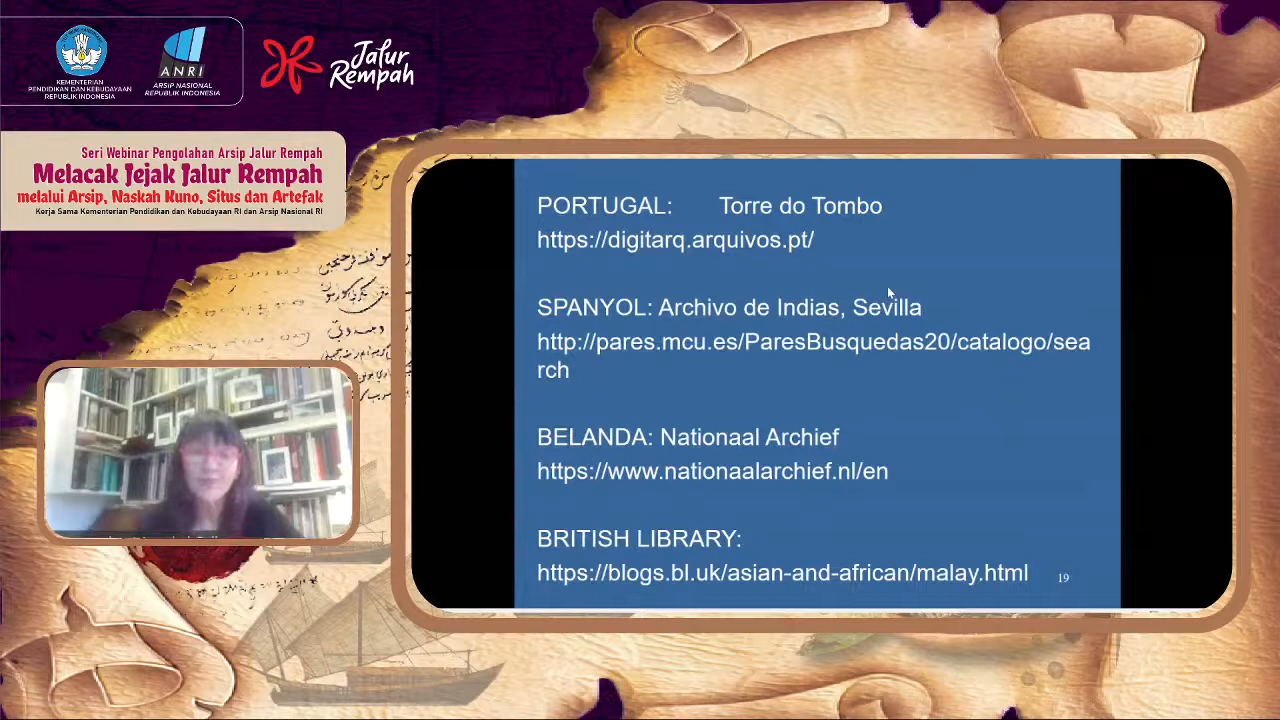 KEMENTERIAN
PENDIDIKAN DAN KEBUDAYAAN
REPUBLIK INDONESIA
ANRI
ARSIP NASIONAL
REPUBLIK INDONESIA
Jalur
Rempah
Seri Webinar Pengolahan Arsip Jalur Rempah
Melacak Jejak Jalur Rempah
melalui Arsip, Naskah Kuno, Situs dan Artefak
Kerja Sama Kementerian Pendidikan dan Kebudayaan RI dan Arsip Nasional RI
PORTUGAL: Torre do Tombo
https://digitarq.arquivos.pt/
SPANYOL: Archivo de Indias, Sevilla
http://pares.mcu.es/ParesBusquedas20/catalogo/sea
rch
BELANDA: Nationaal Archief
https://www.nationaalarchief.nl/en
BRITISH LIBRARY:
https://blogs.bl.uk/asian-and-african/malay.html
19